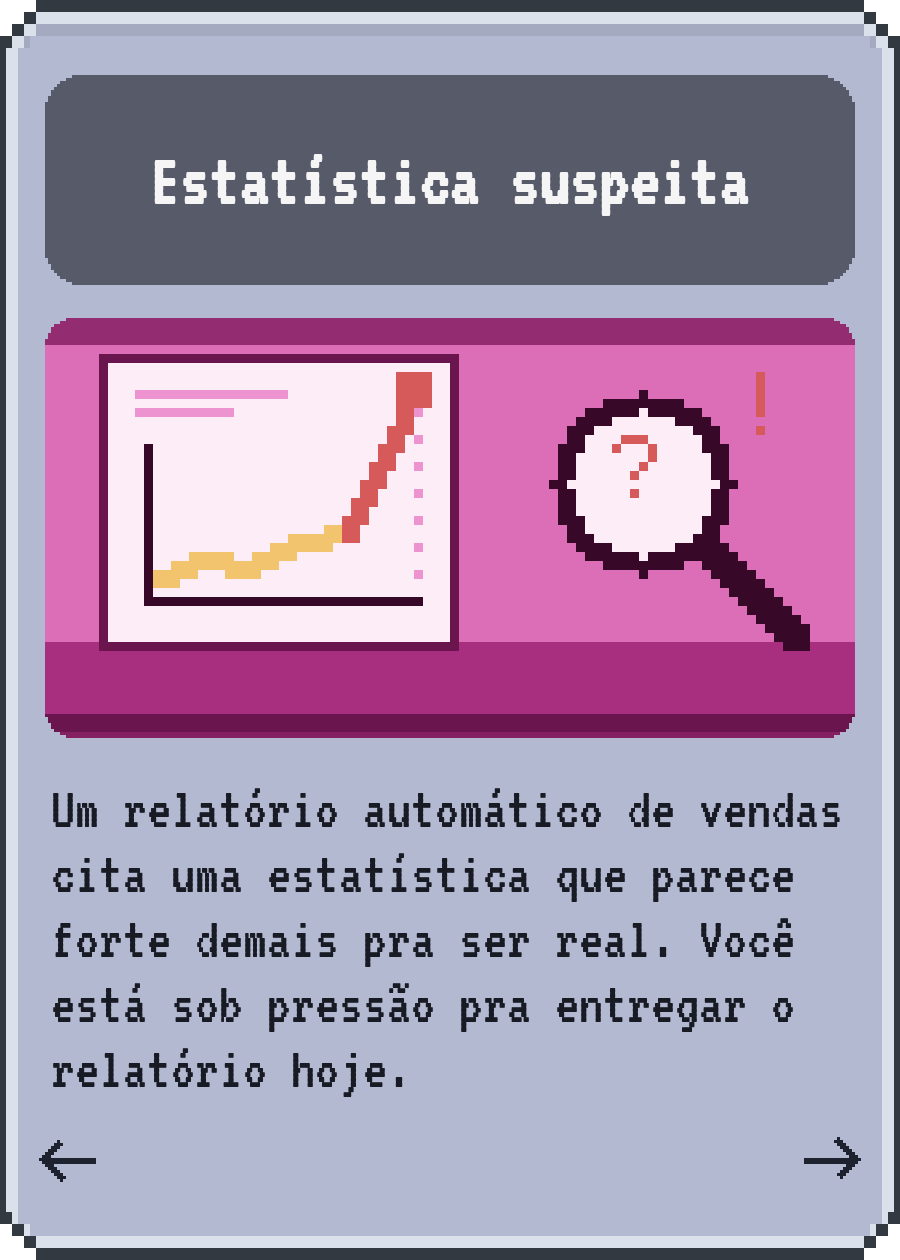 Estatística suspeita
?
!
Um relatório automático de vendas
cita uma estatística que parece
forte demais pra ser real. Você
está sob pressão pra entregar o
relatório hoje.